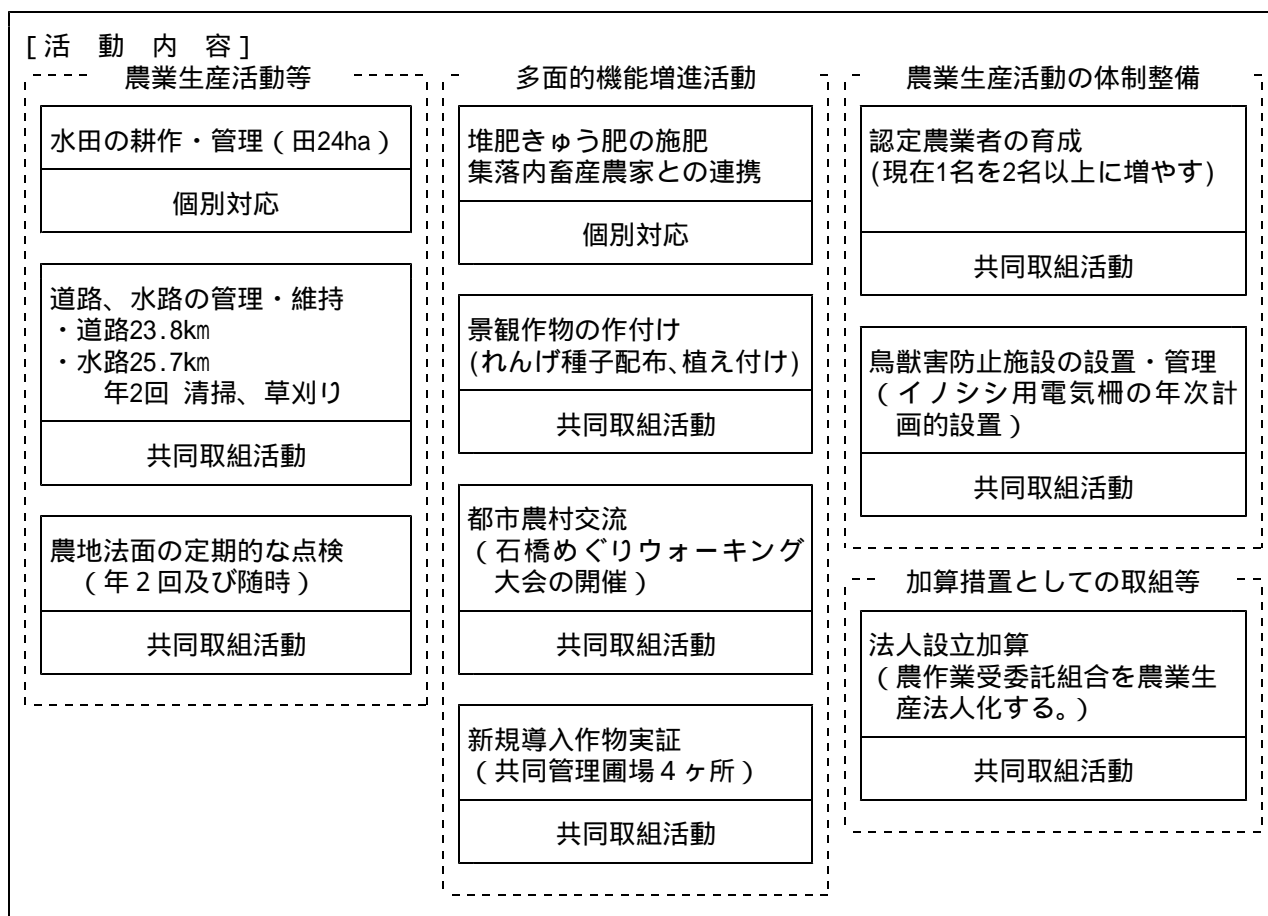 [活 動 内 容]
農業生産活動等
水田の耕作・管理(田24ha)
個別対応
道路、水路の管理・維持
・道路23.8㎞
・水路25.7㎞
年2回 清掃、草刈り
共同取組活動
農地法面の定期的な点検
(年2回及び随時)
共同取組活動
多面的機能増進活動
堆肥きゅう肥の施肥
集落内畜産農家との連携
個別対応
景観作物の作付け
(れんげ種子配布、植え付け)
共同取組活動
都市農村交流
(石橋めぐりウォーキング
大会の開催)
共同取組活動
新規導入作物実証
(共同管理圃場4ヶ所)
共同取組活動
農業生産活動の体制整備
認定農業者の育成
(現在1名を2名以上に増やす)
共同取組活動
鳥獣害防止施設の設置・管理
(イノシシ用電気柵の年次計
画的設置)
共同取組活動
加算措置としての取組等
法人設立加算
(農作業受委託組合を農業生
産法人化する。)
共同取組活動